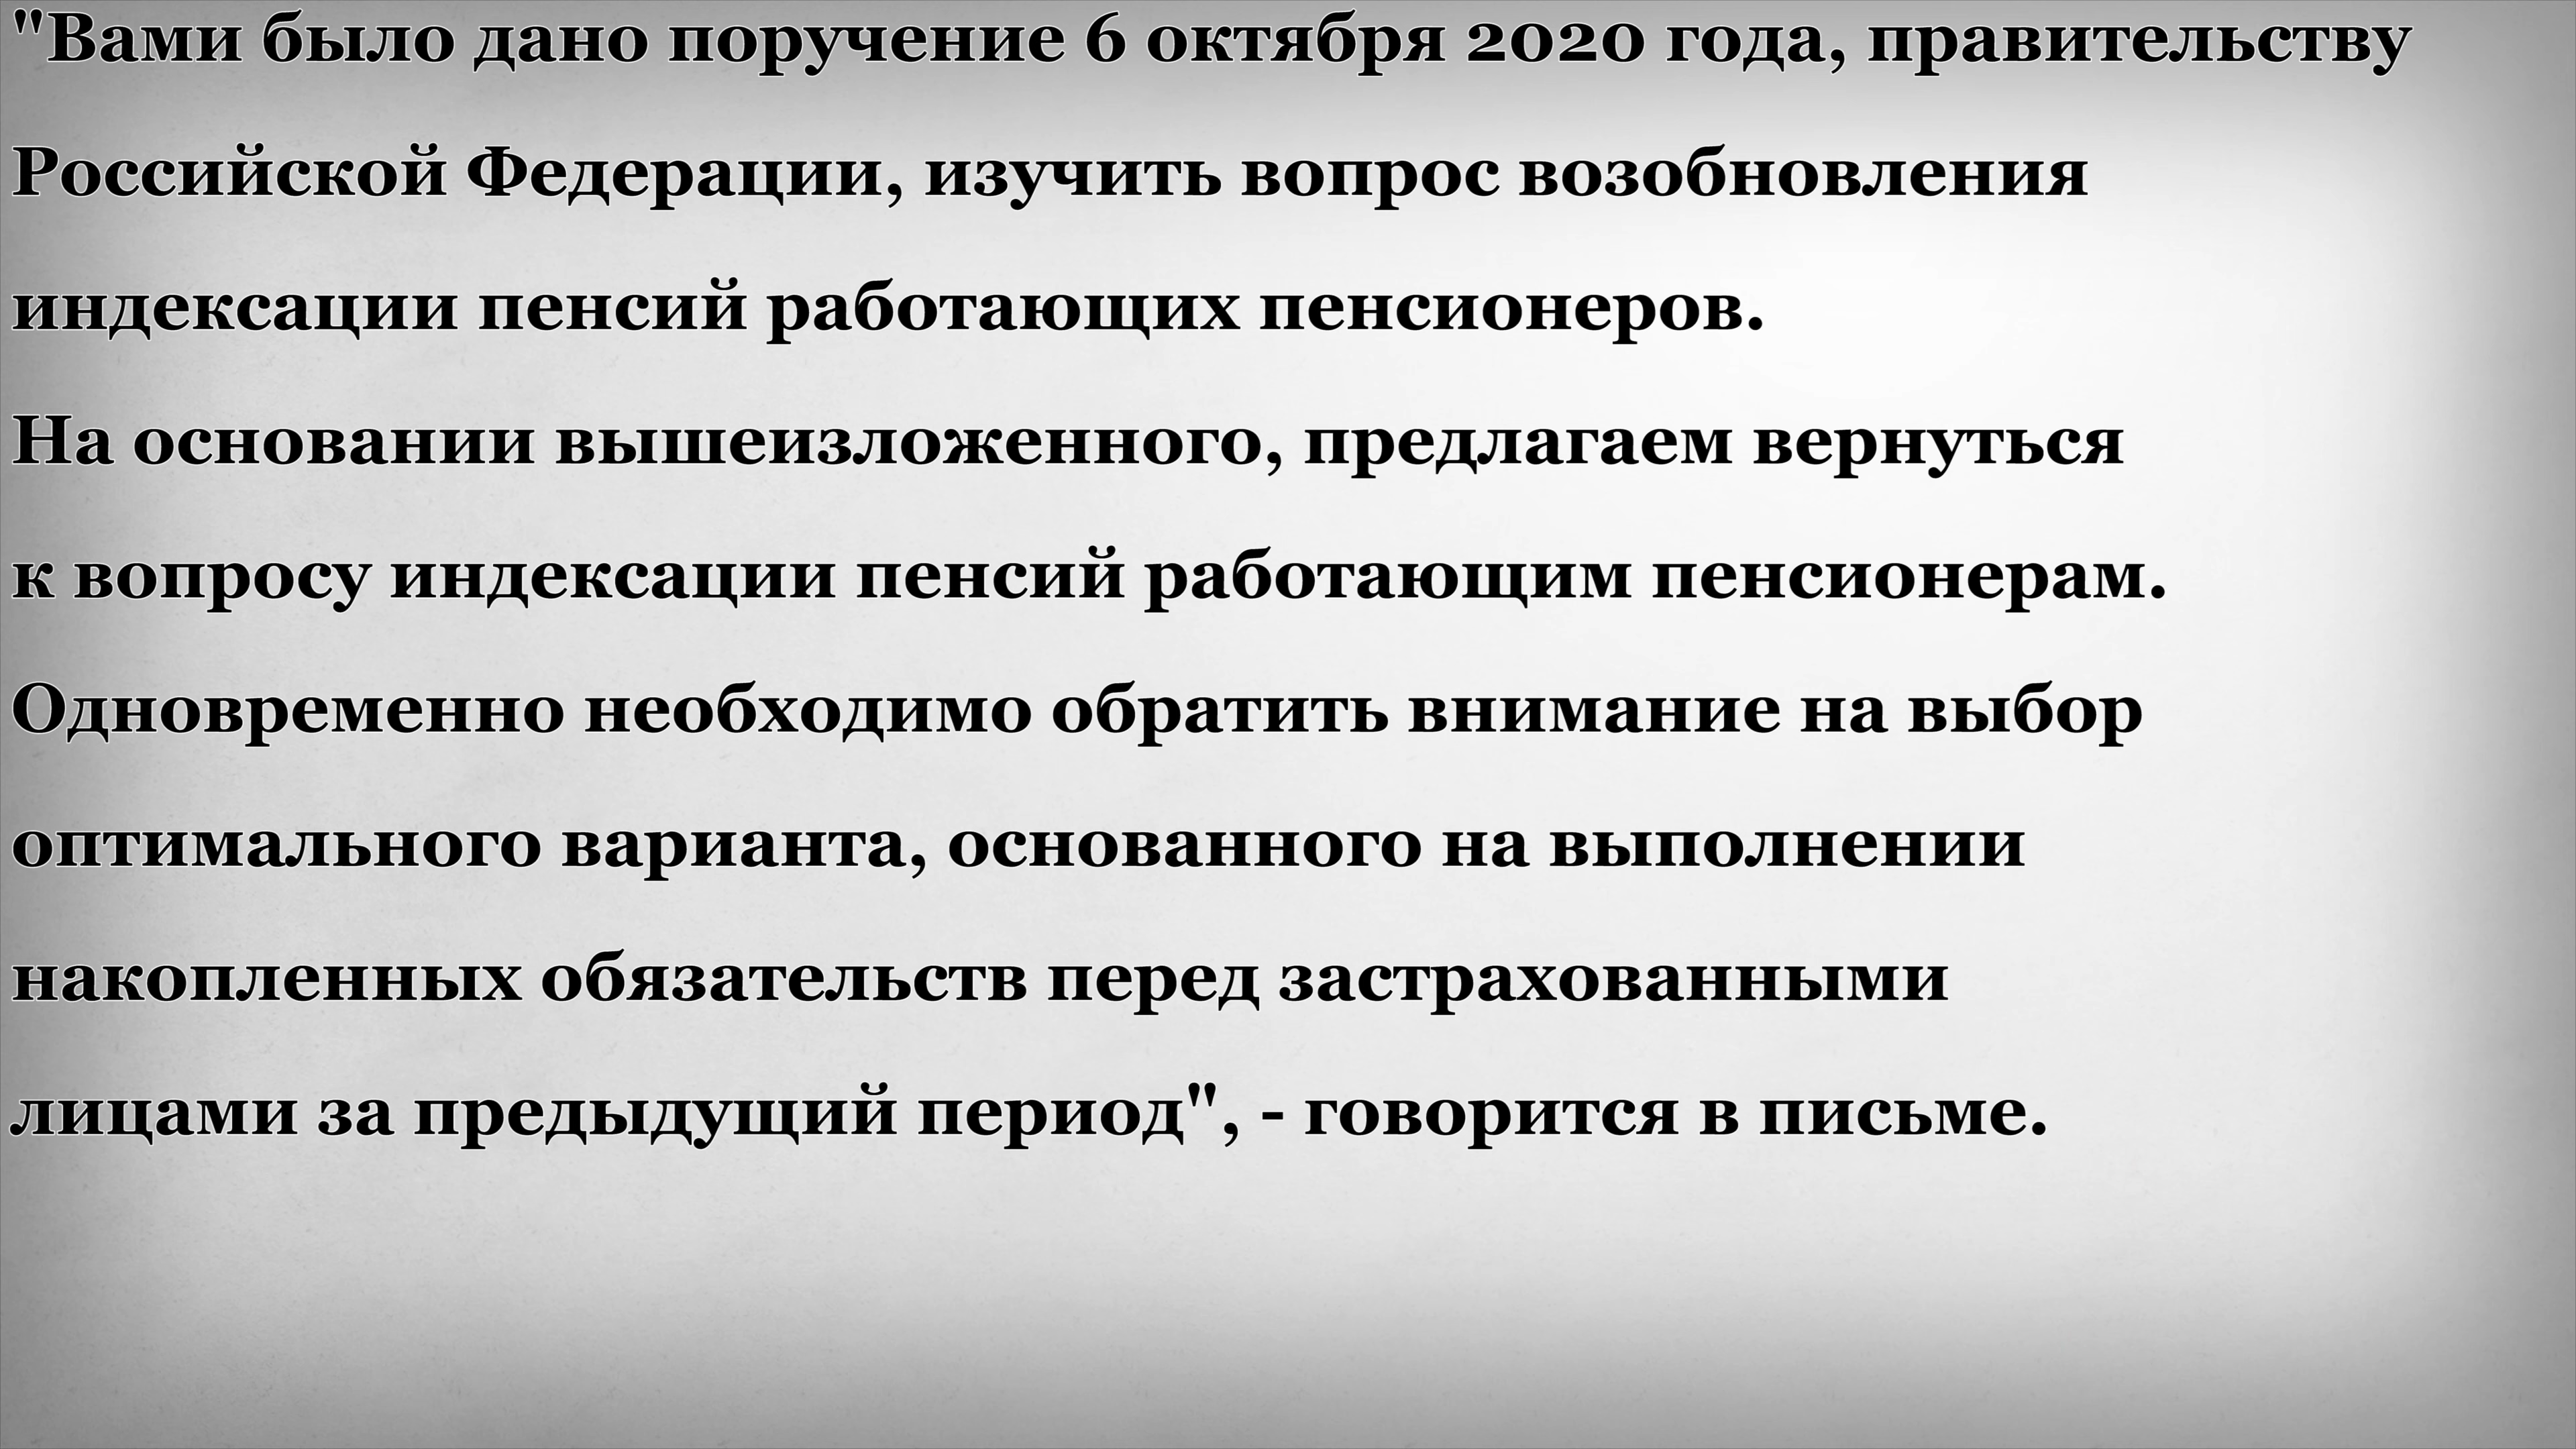 "Вами было дано поручение 6 октября 2020 года, правительству
Российской Федерации, изучить вопрос возобновления
индексации пенсий работающих пенсионеров.
На основании вышеизложенного, предлагаем вернуться
к вопросу индексации пенсий работающим пенсионерам.
Одновременно необходимо обратить внимание на выбор
оптимального варианта, основанного на выполнении
накопленных обязательств перед застрахованными
лицами за предыдущий период", - говорится в письме.